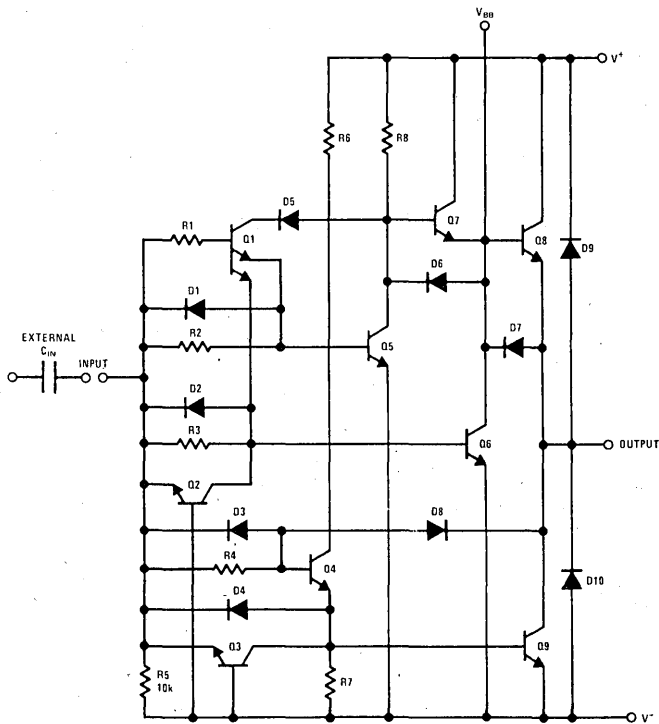 VBB
V+
R6
R8
D5
Q7
R1
Q1
Q8
D9
D1
D6
EXTERNAL
CIN
INPUT
R2
Q5
D7
D2
R3
Q6
OUTPUT
Q2
D3
D8
R4
Q4
D10
D4
Q3
Q9
R5
10k
R7
V-